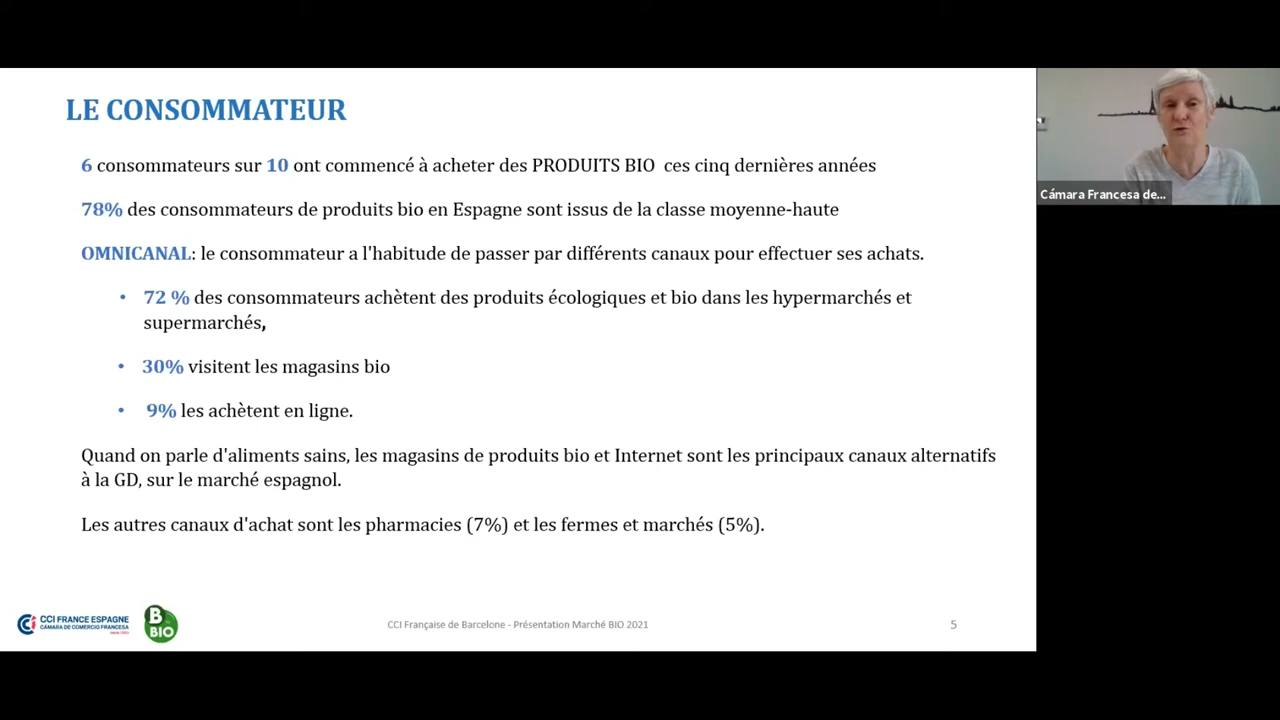 LE CONSOMMATEUR
6 consommateurs sur 10 ont commencé à acheter des PRODUITS BIO ces cinq dernières années
78% des consommateurs de produits bio en Espagne sont issus de la classe moyenne-haute
OMNICANAL: le consommateur a l'habitude de passer par différents canaux pour effectuer ses achats.
• 72 % des consommateurs achètent des produits écologiques et bio dans les hypermarchés et
supermarchés,
• 30% visitent les magasins bio
• 9% les achètent en ligne.
Quand on parle d'aliments sains, les magasins de produits bio et Internet sont les principaux canaux alternatifs
à la GD, sur le marché espagnol.
Les autres canaux d'achat sont les pharmacies (7%) et les fermes et marchés (5%).
Cámara Francesa de...
CCI FRANCE ESPAGNE
CÁMARA DE COMERCIO FRANCESA
B
BIO
CCI Française de Barcelone - Présentation Marché BIO 2021
5